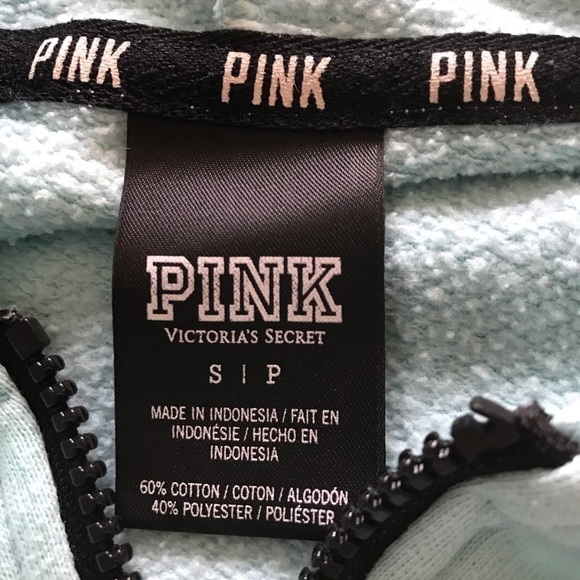 PINK PINK PINK
PINK
VICTORIA'S SECRET
S | P
MADE IN INDONESIA / FAIT EN
INDONÉSIE / HECHO EN
INDONESIA
60% COTTON / COTON / ALGODÓN
40% POLYESTER / POLIÉSTER